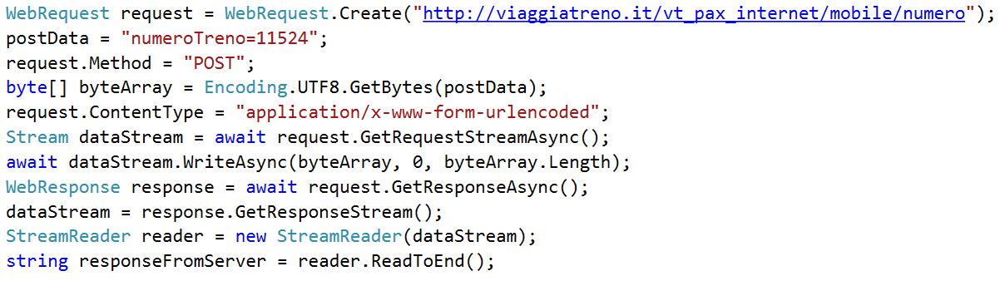 WebRequest request = WebRequest.Create("http://viaggiatreno.it/vt_pax_internet/mobile/numero");
postData = "numeroTreno=11524";
request.Method = "POST";
byte[] byteArray = Encoding.UTF8.GetBytes(postData);
request.ContentType = "application/x-www-form-urlencoded";
Stream dataStream = await request.GetRequestStreamAsync();
await dataStream.WriteAsync(byteArray, 0, byteArray.Length);
WebResponse response = await request.GetResponseAsync();
dataStream = response.GetResponseStream();
StreamReader reader = new StreamReader(dataStream);
string responseFromServer = reader.ReadToEnd();